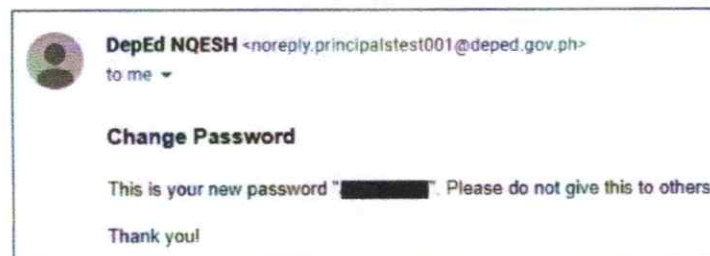 DepEd NQESH <noreply.principalstest001@deped.gov.ph>
to me
Change Password
This is your new password "". Please do not give this to others
Thank you!